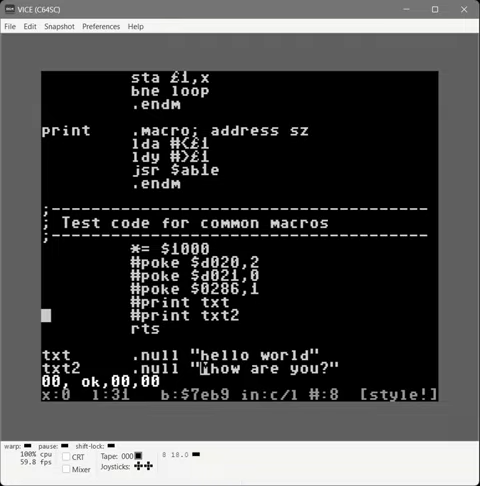 VICE (C64SC)
File Edit Snapshot Preferences Help
sta £1,x
bne loop
.endm
print .macro; address sz
lda #<£1
ldy #>£1
jsr $ab1e
.endm
;---------------------------------------
; Test code for common macros
;---------------------------------------
*= $1000
#poke $d020,2
#poke $d021,0
#poke $0286,1
#print txt
#print txt2
rts
txt .null "hello world"
txt2 .null "Mhow are you?"
00, ok,00,00
x:0 l:31 b:$7eb9 in:c/l #:8 [style!]
warp: pause: shift-lock:
100% cpu
59.8 fps
CRT
Mixer
Tape: 000
Joysticks:
8 18.0